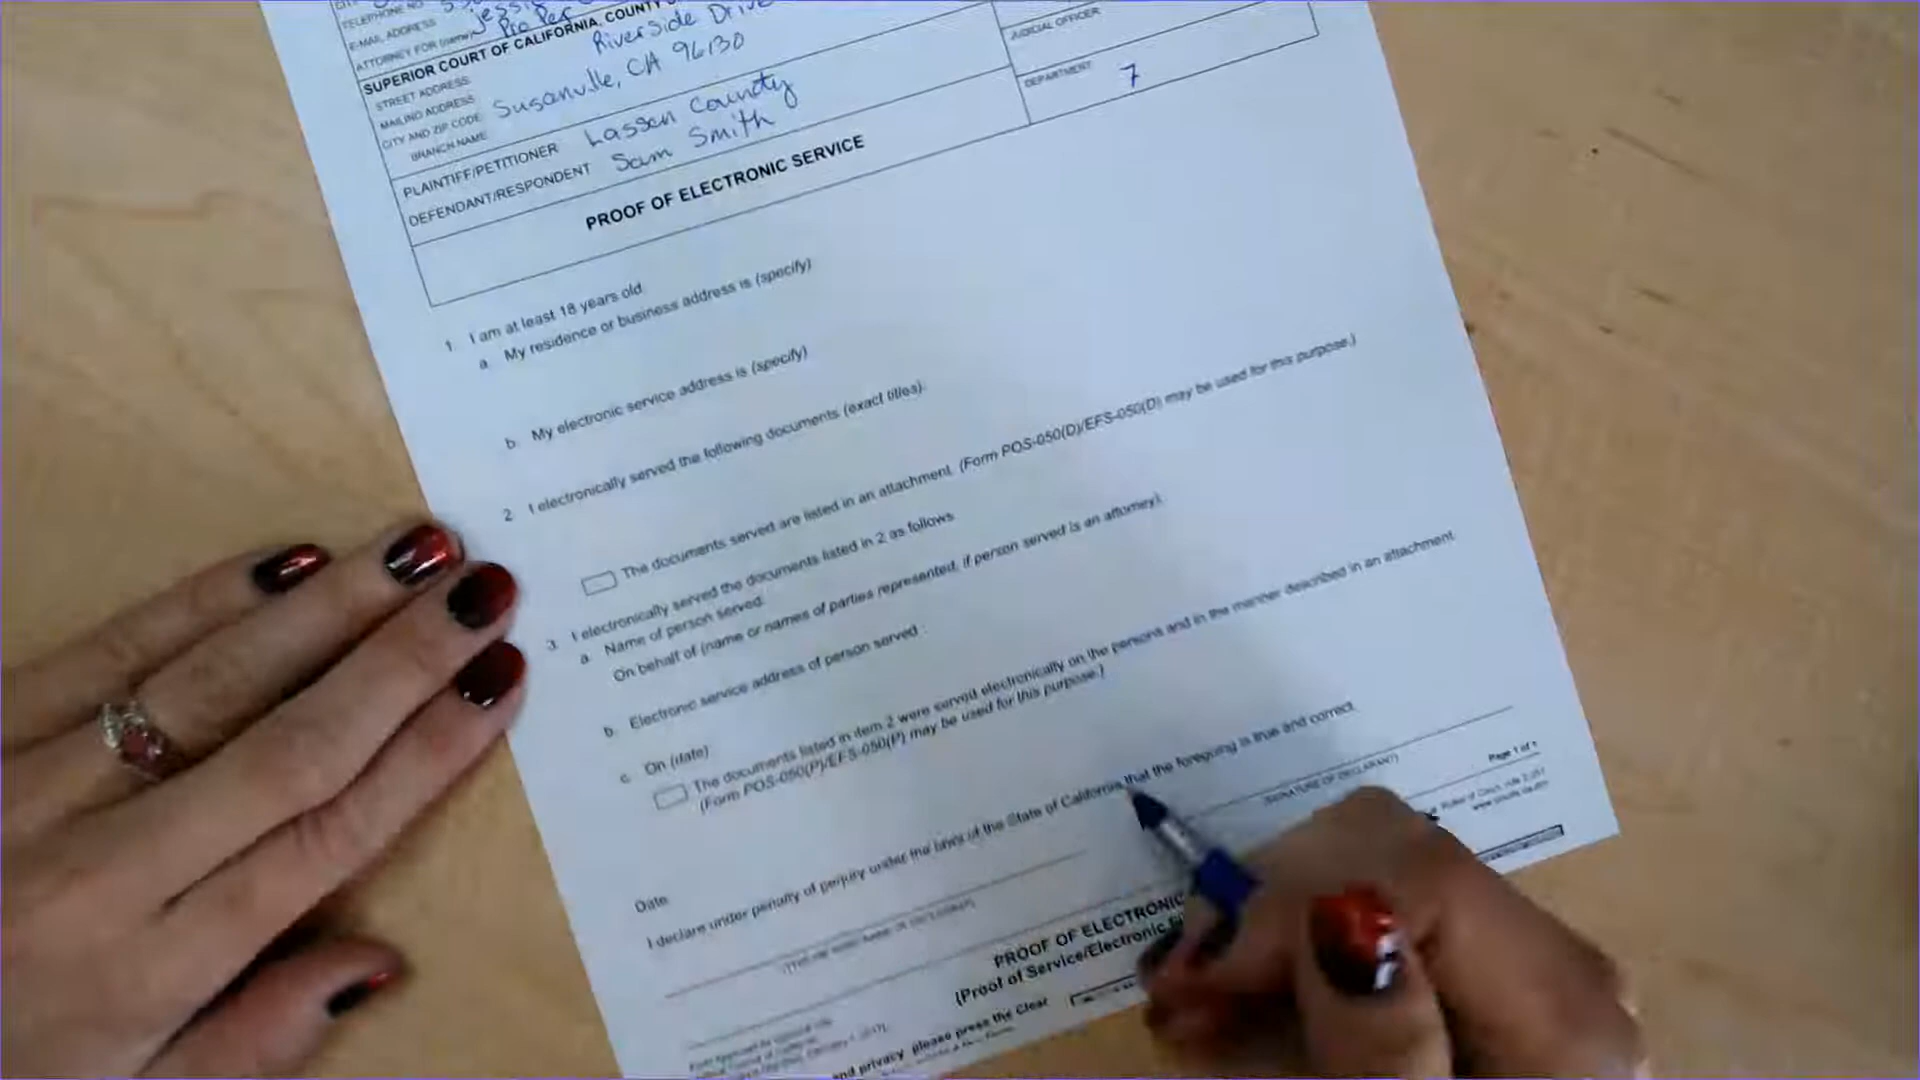 TELEPHONE NO
E-MAIL ADDRESS
ATTORNEY FOR (name) Pro Per
SUPERIOR COURT OF CALIFORNIA, COUNTY
STREET ADDRESS: Riverside Drive
MAILING ADDRESS
CITY AND ZIP CODE: Susanville, CA 96130
BRANCH NAME
PLAINTIFF/PETITIONER Lassen County
DEFENDANT/RESPONDENT Sam Smith
JUDICIAL OFFICER
DEPARTMENT 7
PROOF OF ELECTRONIC SERVICE
1. I am at least 18 years old.
a. My residence or business address is (specify)
b. My electronic service address is (specify)
2. I electronically served the following documents (exact titles):
The documents served are listed in an attachment. (Form POS-050(D)/EFS-050(D) may be used for this purpose.)
3. I electronically served the documents listed in 2 as follows
a. Name of person served:
On behalf of (name or names of parties represented, if person served is an attorney):
b. Electronic service address of person served :
c. On (date)
The documents listed in item 2 were served electronically on the persons and in the manner described in an attachment.
(Form POS-050(P)/EFS-050(P) may be used for this purpose.)
Date
I declare under penalty of perjury under the laws of the State of California that the foregoing is true and correct.
(SIGNATURE OF DECLARANT)
Page 1 of 1
PROOF OF ELECTRONIC
(Proof of Service/Electronic
and privacy, please press the Clear